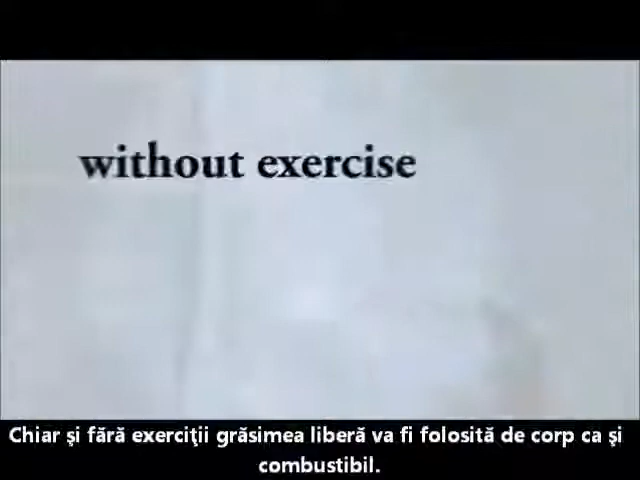 without exercise
Chiar şi fără exerciţii grăsimea liberă va fi folosită de corp ca şi
combustibil.